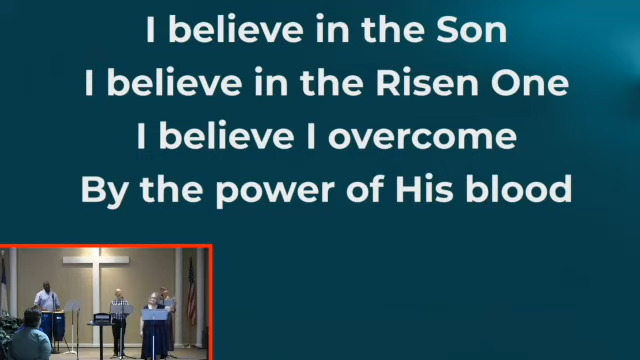 I believe in the Son
I believe in the Risen One
I believe I overcome
By the power of His blood